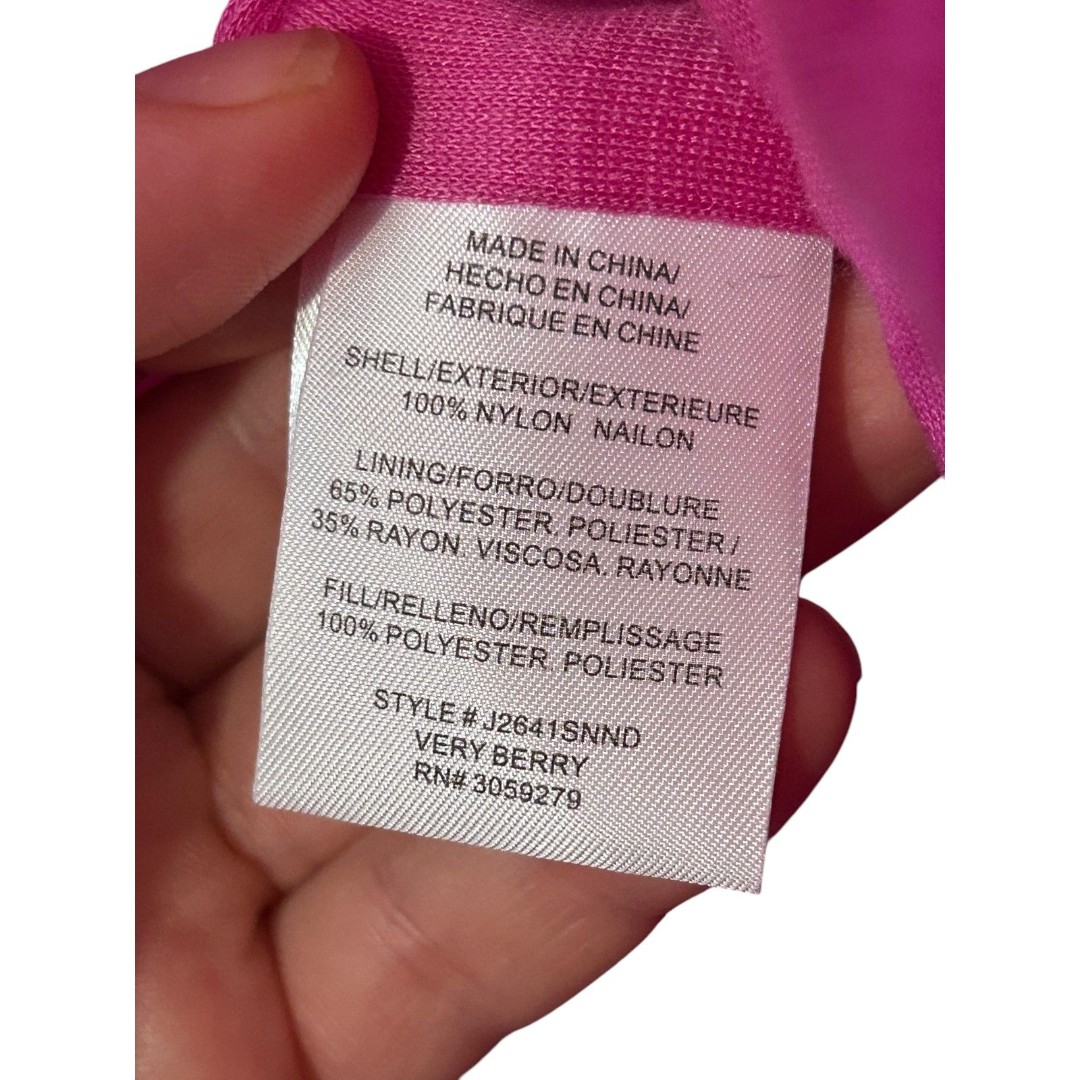 MADE IN CHINA/
HECHO EN CHINA/
FABRIQUE EN CHINE
SHELL/EXTERIOR/EXTERIEURE
100% NYLON NAILON
LINING/FORRO/DOUBLURE
65% POLYESTER. POLIESTER /
35% RAYON. VISCOSA. RAYONNE
FILL/RELLENO/REMPLISSAGE
100% POLYESTER. POLIESTER
STYLE # J2641SNND
VERY BERRY
RN# 3059279